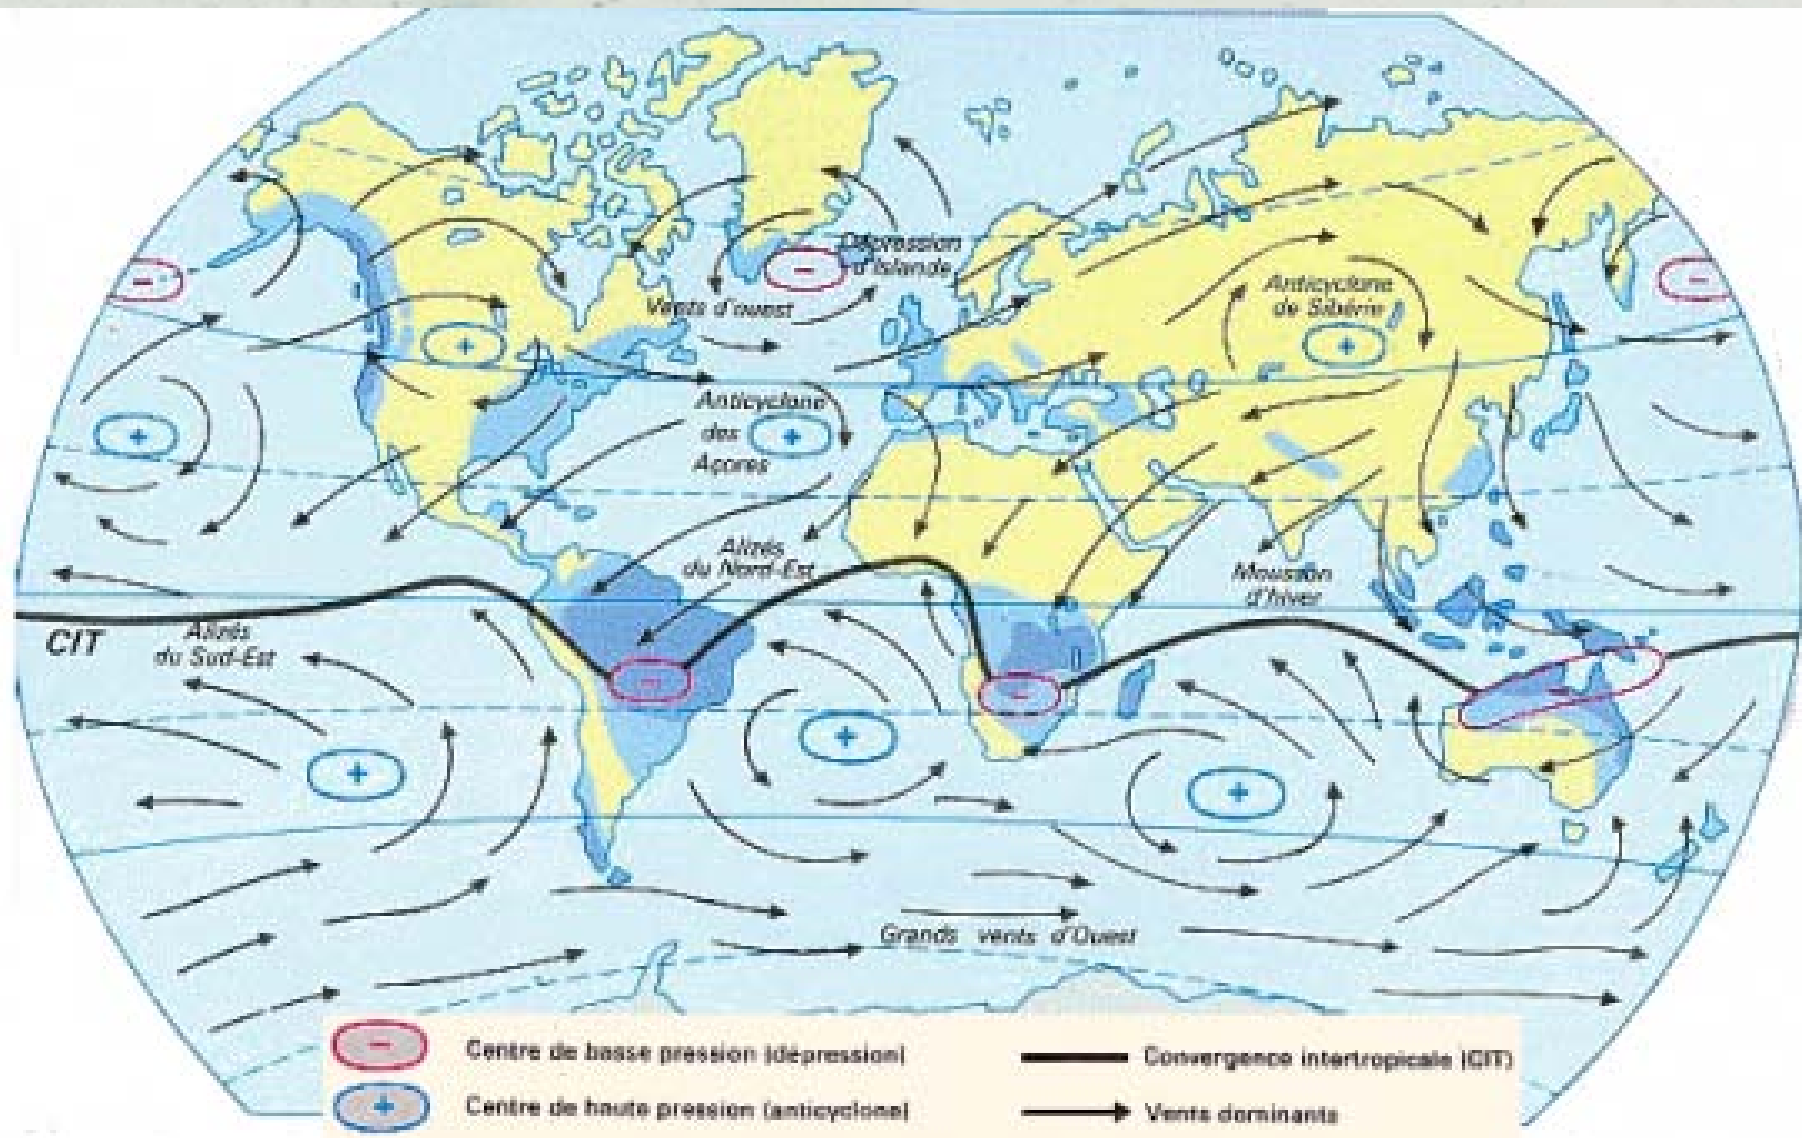 Dépression
d'Islande
Vents d'ouest
Anticyclone
de Sibérie
Anticyclone
des
Açores
Alizés
du Nord-Est
Mousson
d'hiver
CIT
Alizés
du Sud-Est
Grands vents d'Ouest
Centre de basse pression (dépression)
Convergence intertropicale (CIT)
Centre de haute pression (anticyclone)
Vents dominants